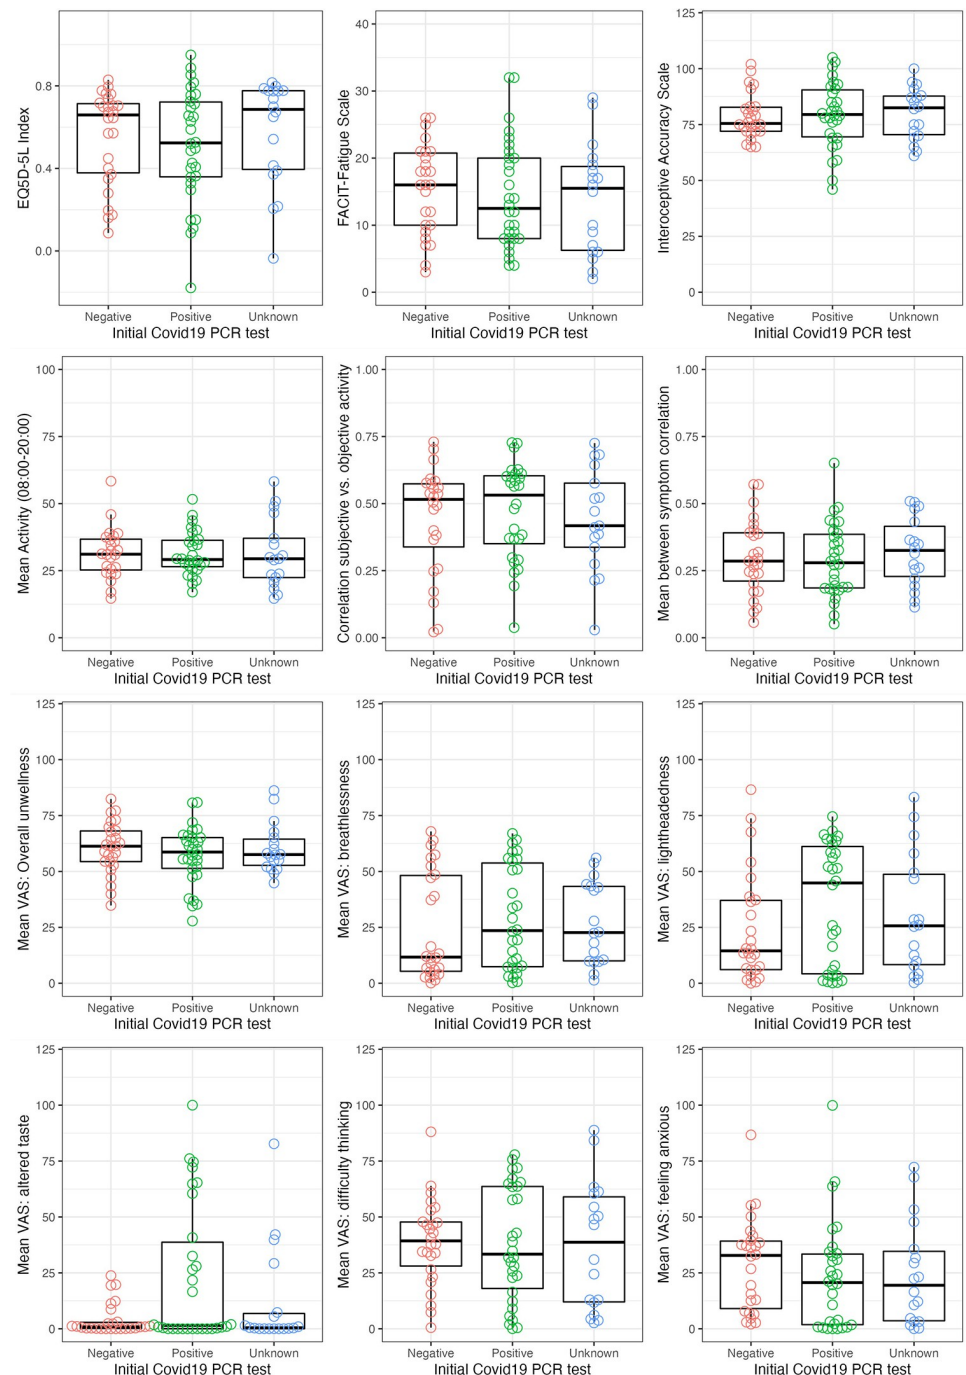 EQ5D-5L Index
0.8
0.4
0.0
Negative Positive Unknown
Initial Covid19 PCR test
FACIT-Fatigue Scale
40
30
20
10
0
Negative Positive Unknown
Initial Covid19 PCR test
Interoceptive Accuracy Scale
125
100
75
50
25
0
Negative Positive Unknown
Initial Covid19 PCR test
Mean Activity (08:00-20:00)
100
75
50
25
0
Negative Positive Unknown
Initial Covid19 PCR test
Correlation subjective vs. objective activity
1.00
0.75
0.50
0.25
0.00
Negative Positive Unknown
Initial Covid19 PCR test
Mean between symptom correlation
1.00
0.75
0.50
0.25
0.00
Negative Positive Unknown
Initial Covid19 PCR test
Mean VAS: Overall unwellness
125
100
75
50
25
0
Negative Positive Unknown
Initial Covid19 PCR test
Mean VAS: breathlessness
125
100
75
50
25
0
Negative Positive Unknown
Initial Covid19 PCR test
Mean VAS: lightheadedness
125
100
75
50
25
0
Negative Positive Unknown
Initial Covid19 PCR test
Mean VAS: altered taste
125
100
75
50
25
0
Negative Positive Unknown
Initial Covid19 PCR test
Mean VAS: difficulty thinking
125
100
75
50
25
0
Negative Positive Unknown
Initial Covid19 PCR test
Mean VAS: feeling anxious
125
100
75
50
25
0
Negative Positive Unknown
Initial Covid19 PCR test